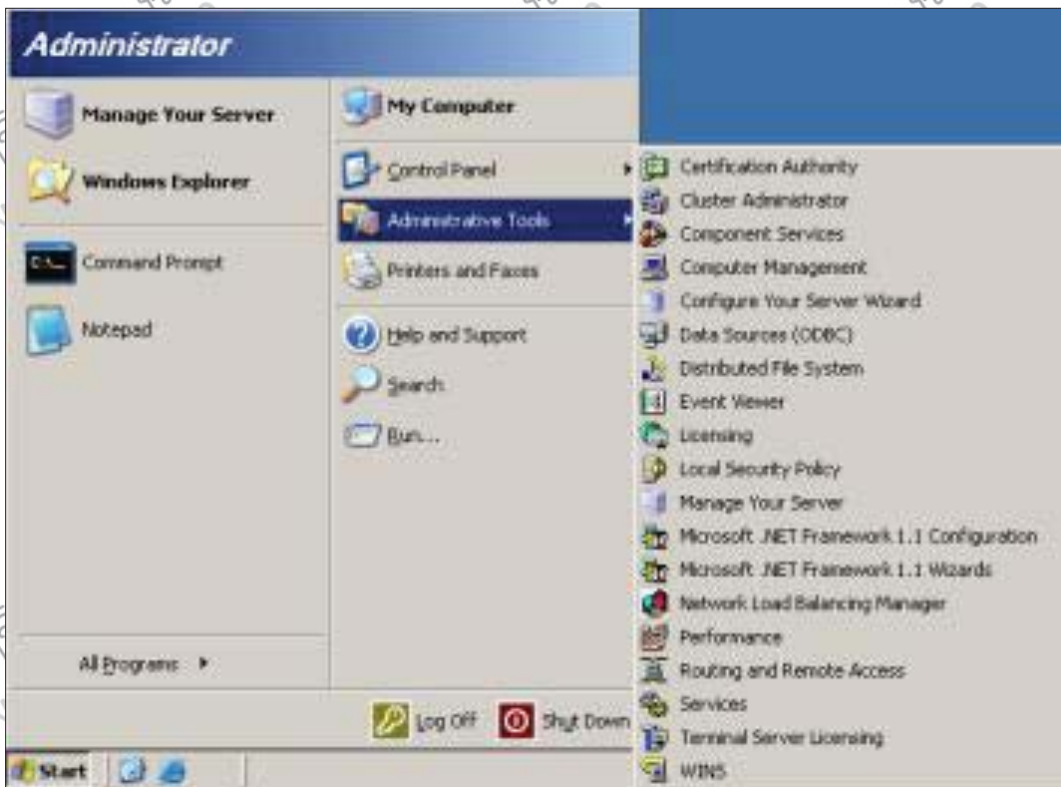 Administrator
Manage Your Server
Windows Explorer
Command Prompt
Notepad
All Programs
My Computer
Control Panel
Administrative Tools
Printers and Faxes
Help and Support
Search
Run...
Log Off
Shut Down
Certification Authority
Cluster Administrator
Component Services
Computer Management
Configure Your Server Wizard
Data Sources (ODBC)
Distributed File System
Event Viewer
Licensing
Local Security Policy
Manage Your Server
Microsoft .NET Framework 1.1 Configuration
Microsoft .NET Framework 1.1 Wizards
Network Load Balancing Manager
Performance
Routing and Remote Access
Services
Terminal Server Licensing
WINS
Start